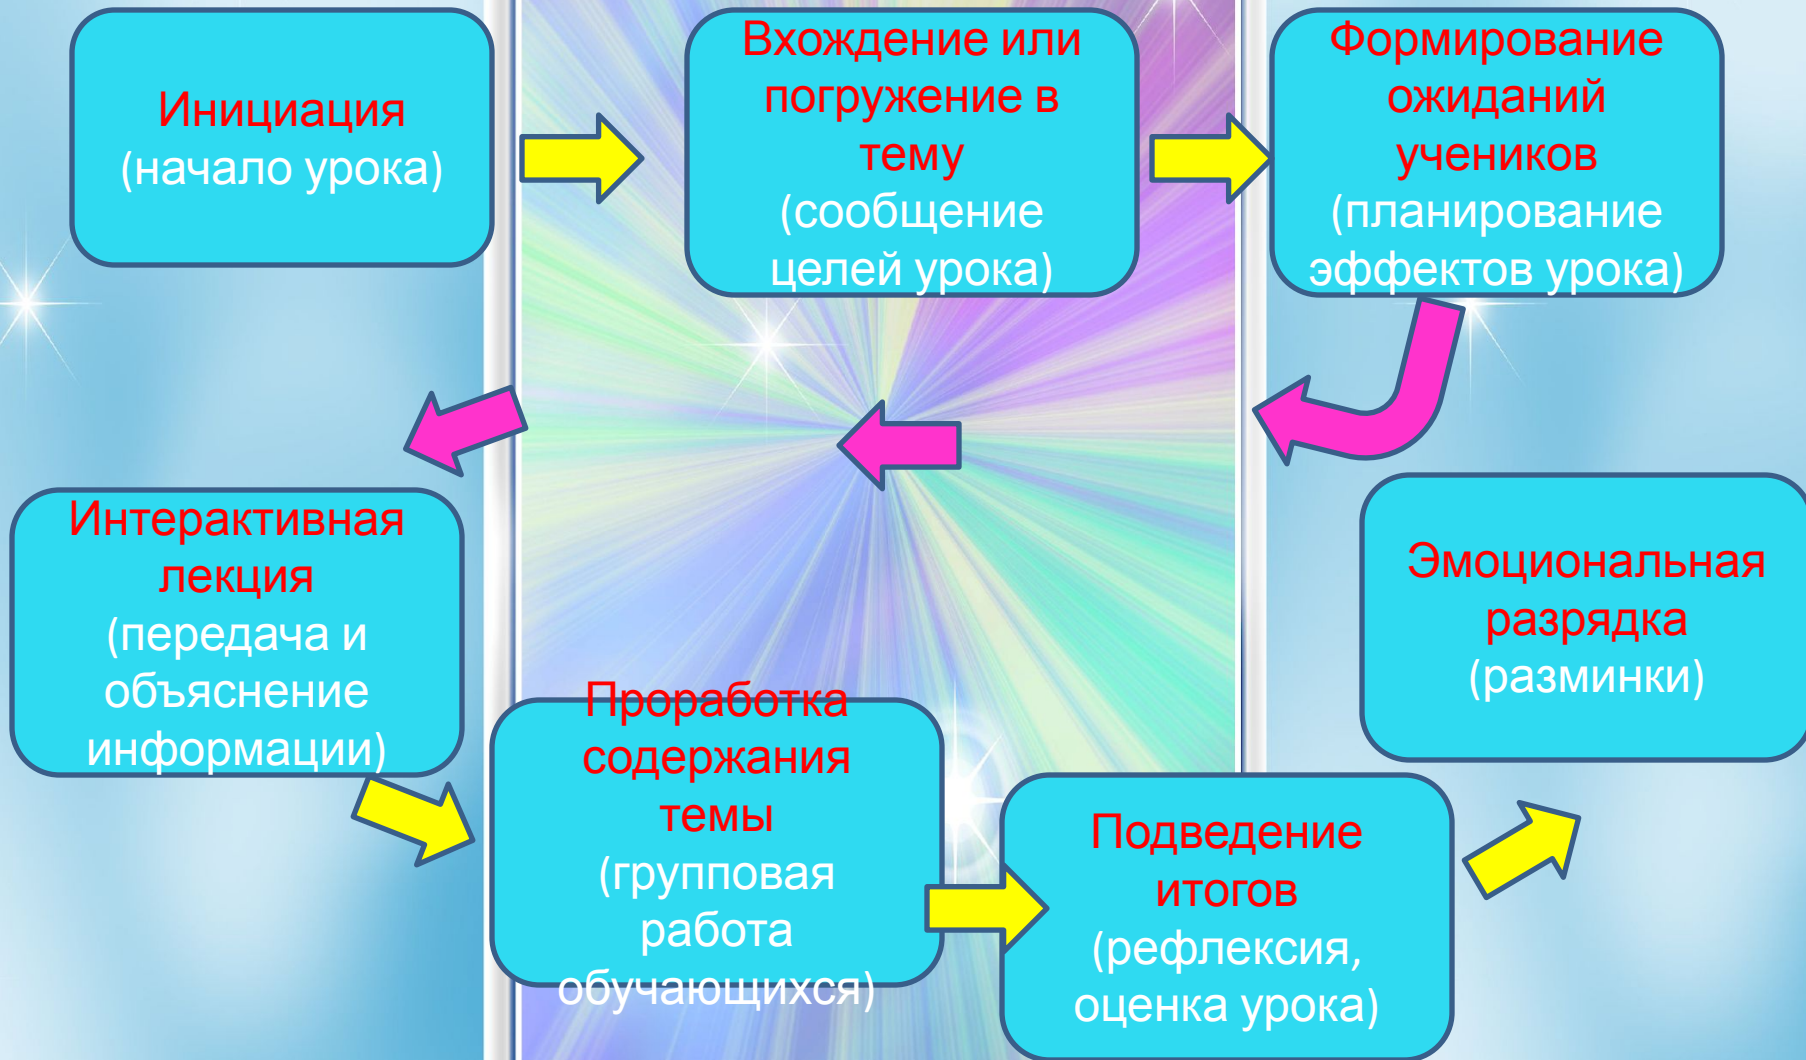 Инициация
(начало урока)
Вхождение или
погружение в
тему
(сообщение
целей урока)
Формирование
ожиданий
учеников
(планирование
эффектов урока)
Интерактивная
лекция
(передача и
объяснение
информации)
Проработка
содержания
темы
(групповая
работа
обучающихся)
Подведение
итогов
(рефлексия,
оценка урока)
Эмоциональная
разрядка
(разминки)